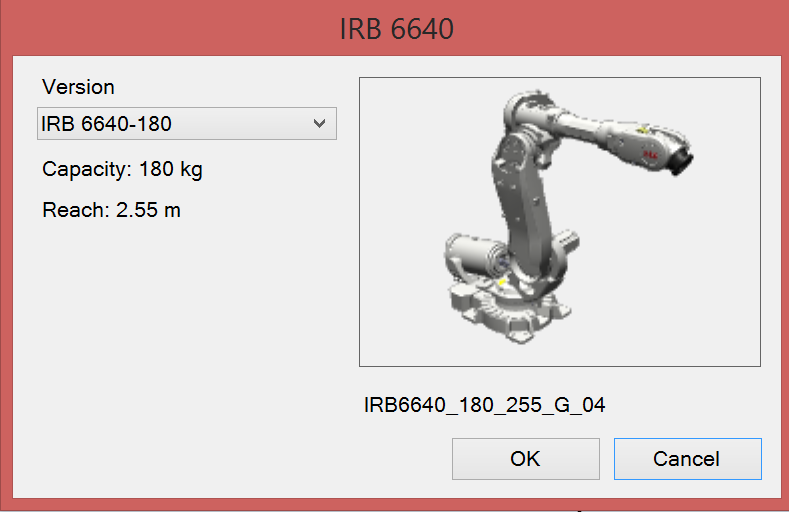 IRB 6640
Version
IRB 6640-180
Capacity: 180 kg
Reach: 2.55 m
IRB6640_180_255_G_04
OK
Cancel